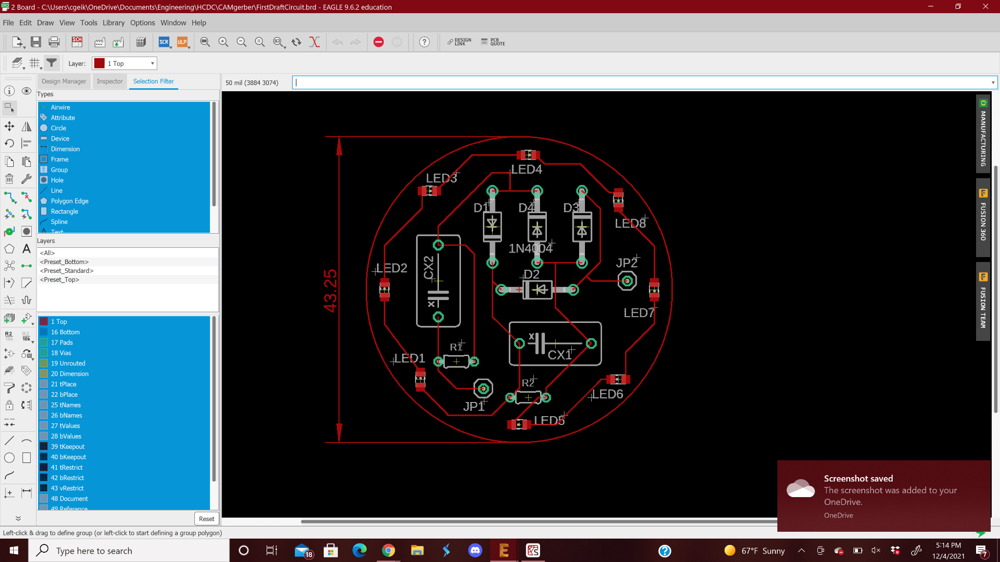 2 Board - C:\Users\cgeik\OneDrive\Documents\Engineering\HCDC\CAMgerber\FirstDraftCircuit.brd - EAGLE 9.6.2 education
File Edit Draw View Tools Library Options Window Help
SCH BRD
SCR
ULP
GO
DESIGN LINK
PCB QUOTE
Layer:
1 Top
Design Manager
Inspector
Selection Filter
50 mil (3884 3074)
Types
Airwire
Attribute
Circle
Device
Dimension
Frame
Group
Hole
Line
Polygon Edge
Rectangle
Spline
Text
Layers
<All>
<Preset_Bottom>
<Preset_Standard>
<Preset_Top>
1 Top
16 Bottom
17 Pads
18 Vias
19 Unrouted
20 Dimension
21 tPlace
22 bPlace
25 tNames
26 bNames
27 tValues
28 bValues
39 tKeepout
40 bKeepout
41 tRestrict
42 bRestrict
43 vRestrict
48 Document
49 Reference
Reset
R2
10k
R2
10k
LED4
LED3
D1
D4
D3
LED8
1N4004
JP2
LED2
CX2
x
D2
43.25
LED7
x
CX1
R1
LED1
R2
LED6
JP1
LED5
MANUFACTURING
FUSION 360
FUSION TEAM
Screenshot saved
The screenshot was added to your
OneDrive.
OneDrive
Left-click & drag to define group (or left-click to start defining a group polygon)
Type here to search
18
67°F Sunny
5:14 PM
12/4/2021
7